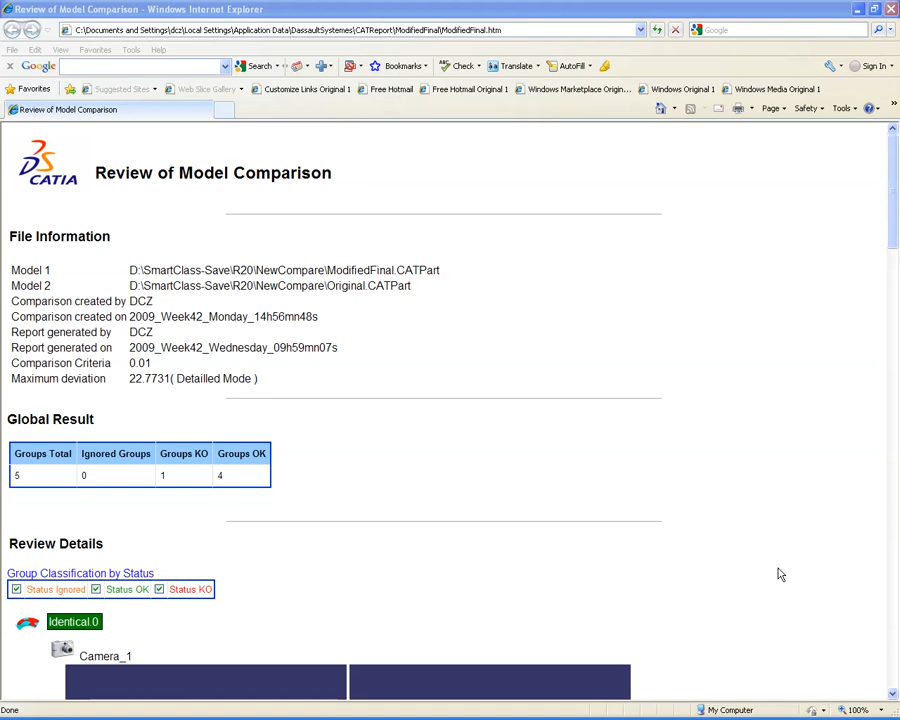 Review of Model Comparison - Windows Internet Explorer
C:\Documents and Settings\dcz\Local Settings\Application Data\DassaultSystemes\CATReport\ModifiedFinal\ModifiedFinal.htm
Google
File Edit View Favorites Tools Help
Google Search Bookmarks Check Translate AutoFill Sign In
Favorites Suggested Sites Web Slice Gallery Customize Links Original 1 Free Hotmail Free Hotmail Original 1 Windows Marketplace Origin... Windows Original 1 Windows Media Original 1
Review of Model Comparison
Page Safety Tools
CATIA
Review of Model Comparison
File Information
Model 1 D:\SmartClass-Save\R20\NewCompare\ModifiedFinal.CATPart
Model 2 D:\SmartClass-Save\R20\NewCompare\Original.CATPart
Comparison created by DCZ
Comparison created on 2009_Week42_Monday_14h56mn48s
Report generated by DCZ
Report generated on 2009_Week42_Wednesday_09h59mn07s
Comparison Criteria 0.01
Maximum deviation 22.7731( Detailled Mode )
Global Result
Groups Total Ignored Groups Groups KO Groups OK
5 0 1 4
Review Details
Group Classification by Status
Status Ignored Status OK Status KO
Identical.0
Camera_1
Done My Computer 100%